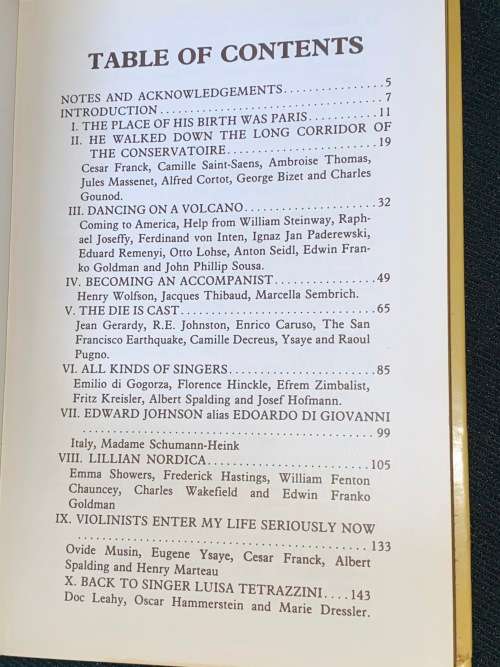 TABLE OF CONTENTS
NOTES AND ACKNOWLEDGEMENTS...............5
INTRODUCTION...................................7
I. THE PLACE OF HIS BIRTH WAS PARIS...........11
II. HE WALKED DOWN THE LONG CORRIDOR OF
THE CONSERVATOIRE........................19
Cesar Franck, Camille Saint-Saens, Ambroise Thomas,
Jules Massenet, Alfred Cortot, George Bizet and Charles
Gounod.
III. DANCING ON A VOLCANO.....................32
Coming to America, Help from William Steinway, Raph-
ael Joseffy, Ferdinand von Inten, Ignaz Jan Paderewski,
Eduard Remenyi, Otto Lohse, Anton Seidl, Edwin Fran-
ko Goldman and John Phillip Sousa.
IV. BECOMING AN ACCOMPANIST.................49
Henry Wolfson, Jacques Thibaud, Marcella Sembrich.
V. THE DIE IS CAST...............................65
Jean Gerardy, R.E. Johnston, Enrico Caruso, The San
Francisco Earthquake, Camille Decreus, Ysaye and Raoul
Pugno.
VI. ALL KINDS OF SINGERS.......................85
Emilio di Gogorza, Florence Hinckle, Efrem Zimbalist,
Fritz Kreisler, Albert Spalding and Josef Hofmann.
VII. EDWARD JOHNSON alias EDOARDO DI GIOVANNI
...........................................99
Italy, Madame Schumann-Heink
VIII. LILLIAN NORDICA..........................105
Emma Showers, Frederick Hastings, William Fenton
Chauncey, Charles Wakefield and Edwin Franko
Goldman
IX. VIOLINISTS ENTER MY LIFE SERIOUSLY NOW
...........................................133
Ovide Musin, Eugene Ysaye, Cesar Franck, Albert
Spalding and Henry Marteau
X. BACK TO SINGER LUISA TETRAZZINI....143
Doc Leahy, Oscar Hammerstein and Marie Dressler.